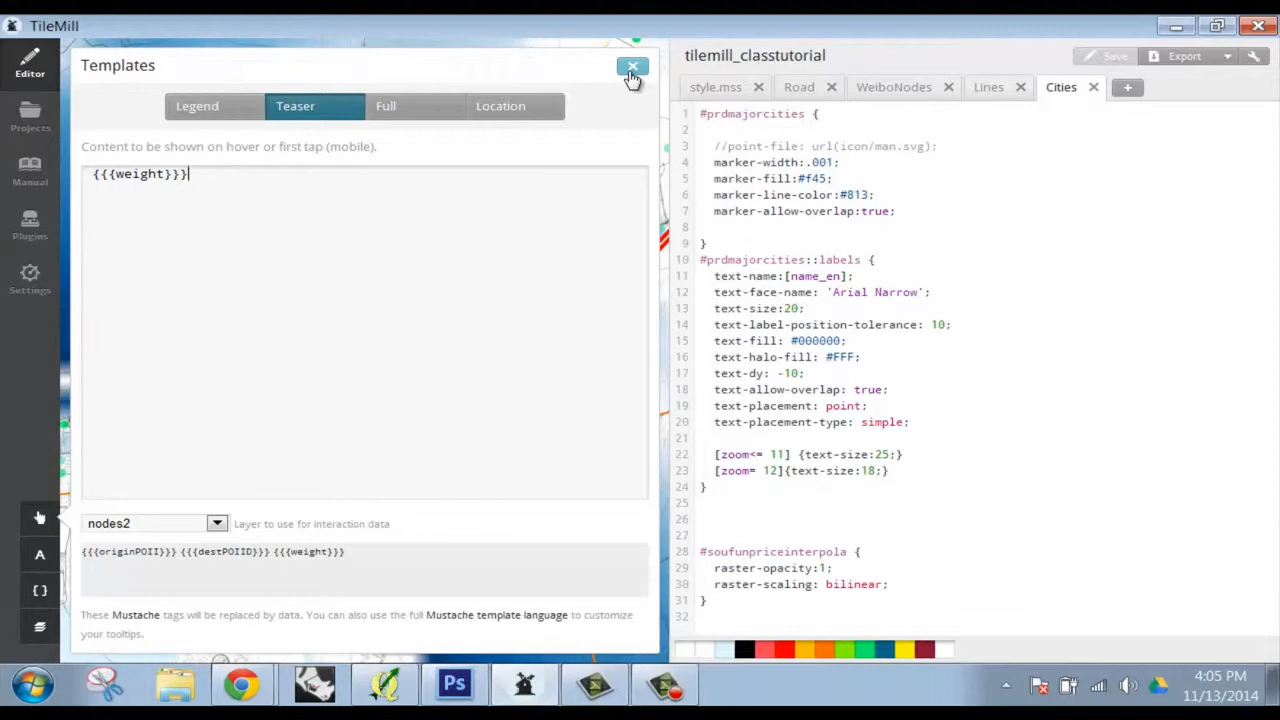 TileMill
Editor
Projects
Manual
Plugins
Settings
A
{ }
Templates
Legend
Teaser
Full
Location
Content to be shown on hover or first tap (mobile).
{{{weight}}}
nodes2
Layer to use for interaction data
{{{originPOII}}} {{{destPOIID}}} {{{weight}}}
These Mustache tags will be replaced by data. You can also use the full Mustache template language to customize
your tooltips.
tilemill_classtutorial
Save
Export
style.mss
Road
WeiboNodes
Lines
Cities
+
1 #prdmajorcities {
2
3 //point-file: url(icon/man.svg);
4 marker-width:.001;
5 marker-fill:#f45;
6 marker-line-color:#813;
7 marker-allow-overlap:true;
8
9 }
10 #prdmajorcities::labels {
11 text-name:[name_en];
12 text-face-name: 'Arial Narrow';
13 text-size:20;
14 text-label-position-tolerance: 10;
15 text-fill: #000000;
16 text-halo-fill: #FFF;
17 text-dy: -10;
18 text-allow-overlap: true;
19 text-placement: point;
20 text-placement-type: simple;
21
22 [zoom<= 11] {text-size:25;}
23 [zoom= 12]{text-size:18;}
24 }
25
26
27
28 #soufunpriceinterpola {
29 raster-opacity:1;
30 raster-scaling: bilinear;
31 }
32
Ps
4:05 PM
11/13/2014